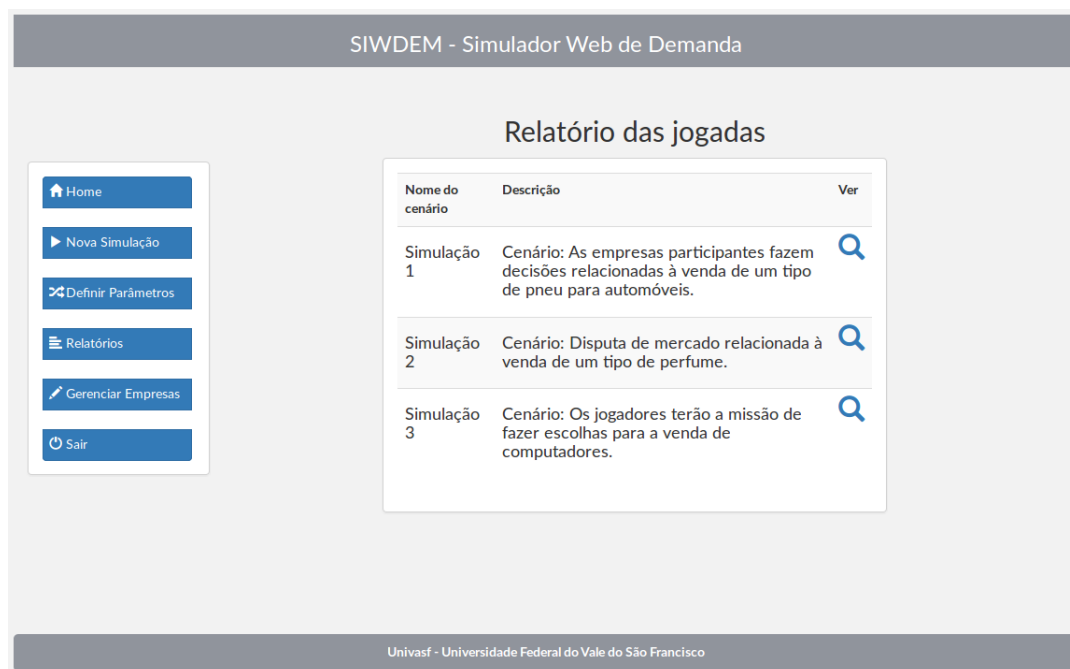 SIWDEM - Simulador Web de Demanda
Relatório das jogadas
Home
Nova Simulação
Definir Parâmetros
Relatórios
Gerenciar Empresas
Sair
Nome do
cenário
Descrição
Ver
Simulação
1
Cenário: As empresas participantes fazem
decisões relacionadas à venda de um tipo
de pneu para automóveis.
Simulação
2
Cenário: Disputa de mercado relacionada à
venda de um tipo de perfume.
Simulação
3
Cenário: Os jogadores terão a missão de
fazer escolhas para a venda de
computadores.
Univasf - Universidade Federal do Vale do São Francisco